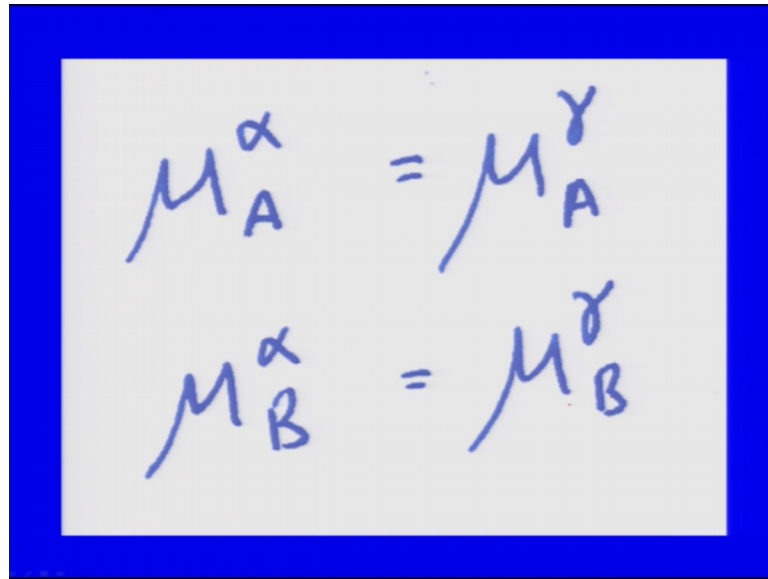 μ_A^α = μ_A^γ
μ_B^α = μ_B^γ